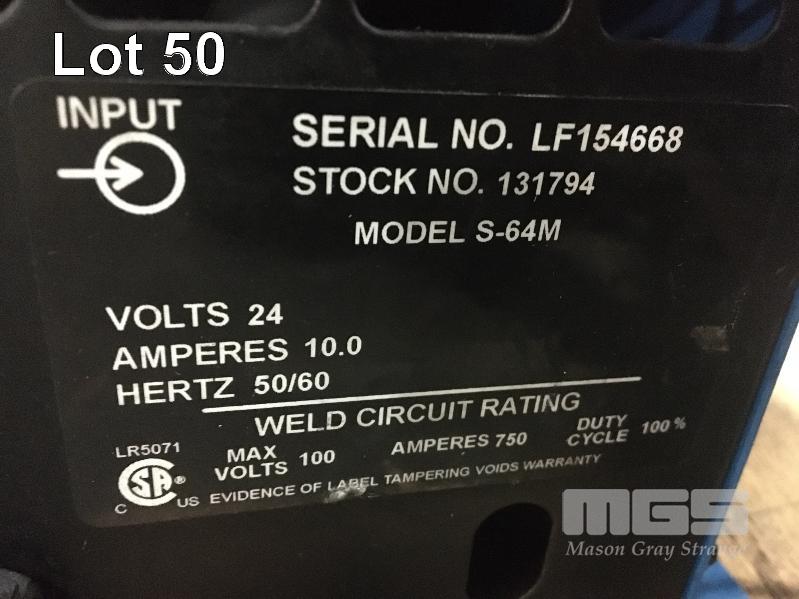 Lot 50
INPUT
SERIAL NO. LF154668
STOCK NO. 131794
MODEL S-64M
VOLTS 24
AMPERES 10.0
HERTZ 50/60
WELD CIRCUIT RATING
LR5071 MAX VOLTS 100 AMPERES 750 DUTY CYCLE 100%
C SA ® US EVIDENCE OF LABEL TAMPERING VOIDS WARRANTY
MGS
Mason Gray Strange